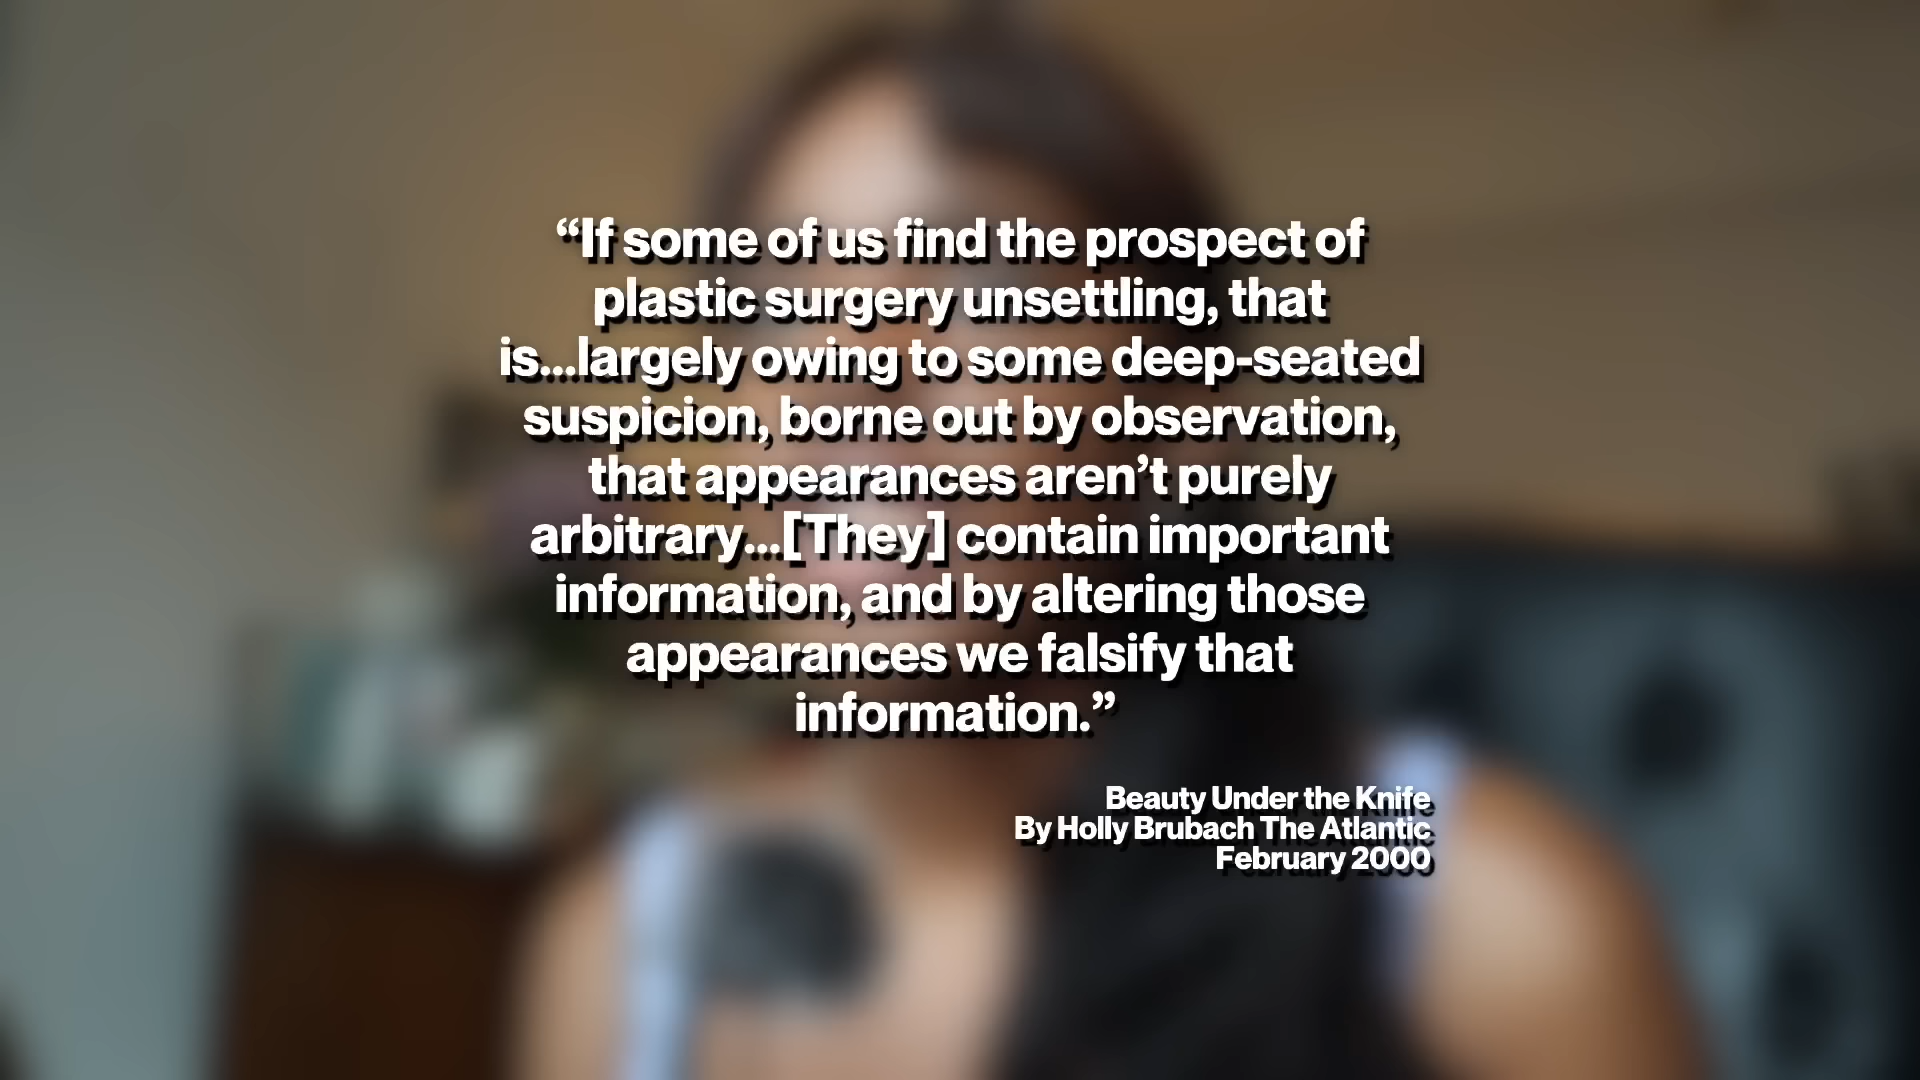 “If some of us find the prospect of
plastic surgery unsettling, that
is...largely owing to some deep-seated
suspicion, borne out by observation,
that appearances aren’t purely
arbitrary...[They] contain important
information, and by altering those
appearances we falsify that
information.”
Beauty Under the Knife
By Holly Brubach The Atlantic
February 2000